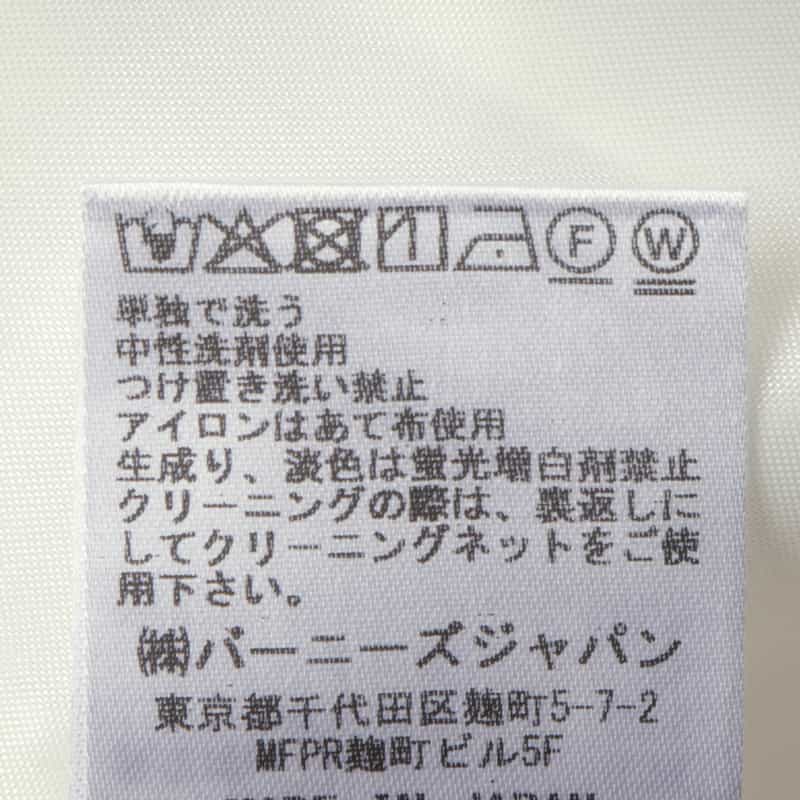 F W
単独で洗う
中性洗剤使用
つけ置き洗い禁止
アイロンはあて布使用
生成り、淡色は蛍光増白剤禁止
クリーニングの際は、裏返しに
してクリーニングネットをご使
用下さい。
㈱バーニーズジャパン
東京都千代田区麹町5-7-2
MFPR麹町ビル5F
MADE IN JAPAN